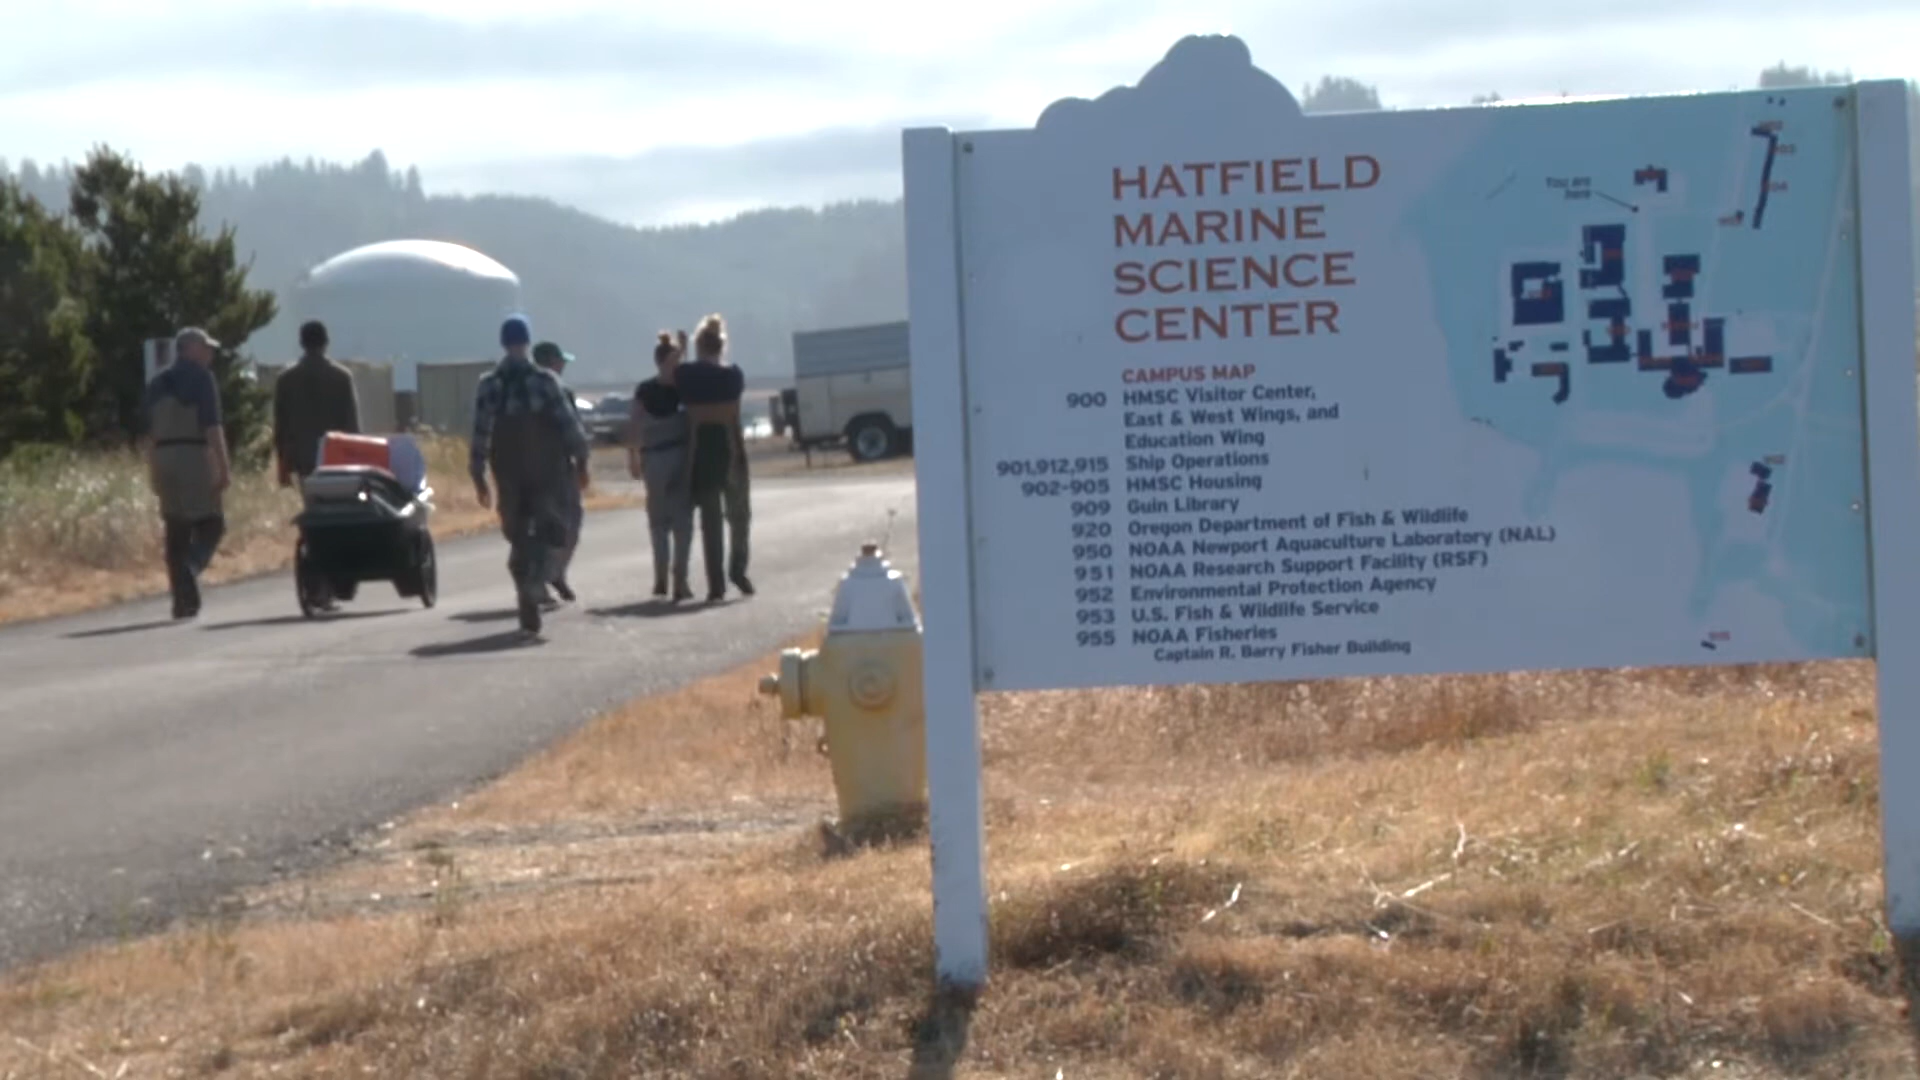 HATFIELD
MARINE
SCIENCE
CENTER
CAMPUS MAP
900 HMSC Visitor Center,
East & West Wings, and
Education Wing
901,912,915 Ship Operations
902-905 HMSC Housing
909 Guin Library
920 Oregon Department of Fish & Wildlife
950 NOAA Newport Aquaculture Laboratory (NAL)
951 NOAA Research Support Facility (RSF)
952 Environmental Protection Agency
953 U.S. Fish & Wildlife Service
955 NOAA Fisheries
Captain R. Barry Fisher Building
You are
here